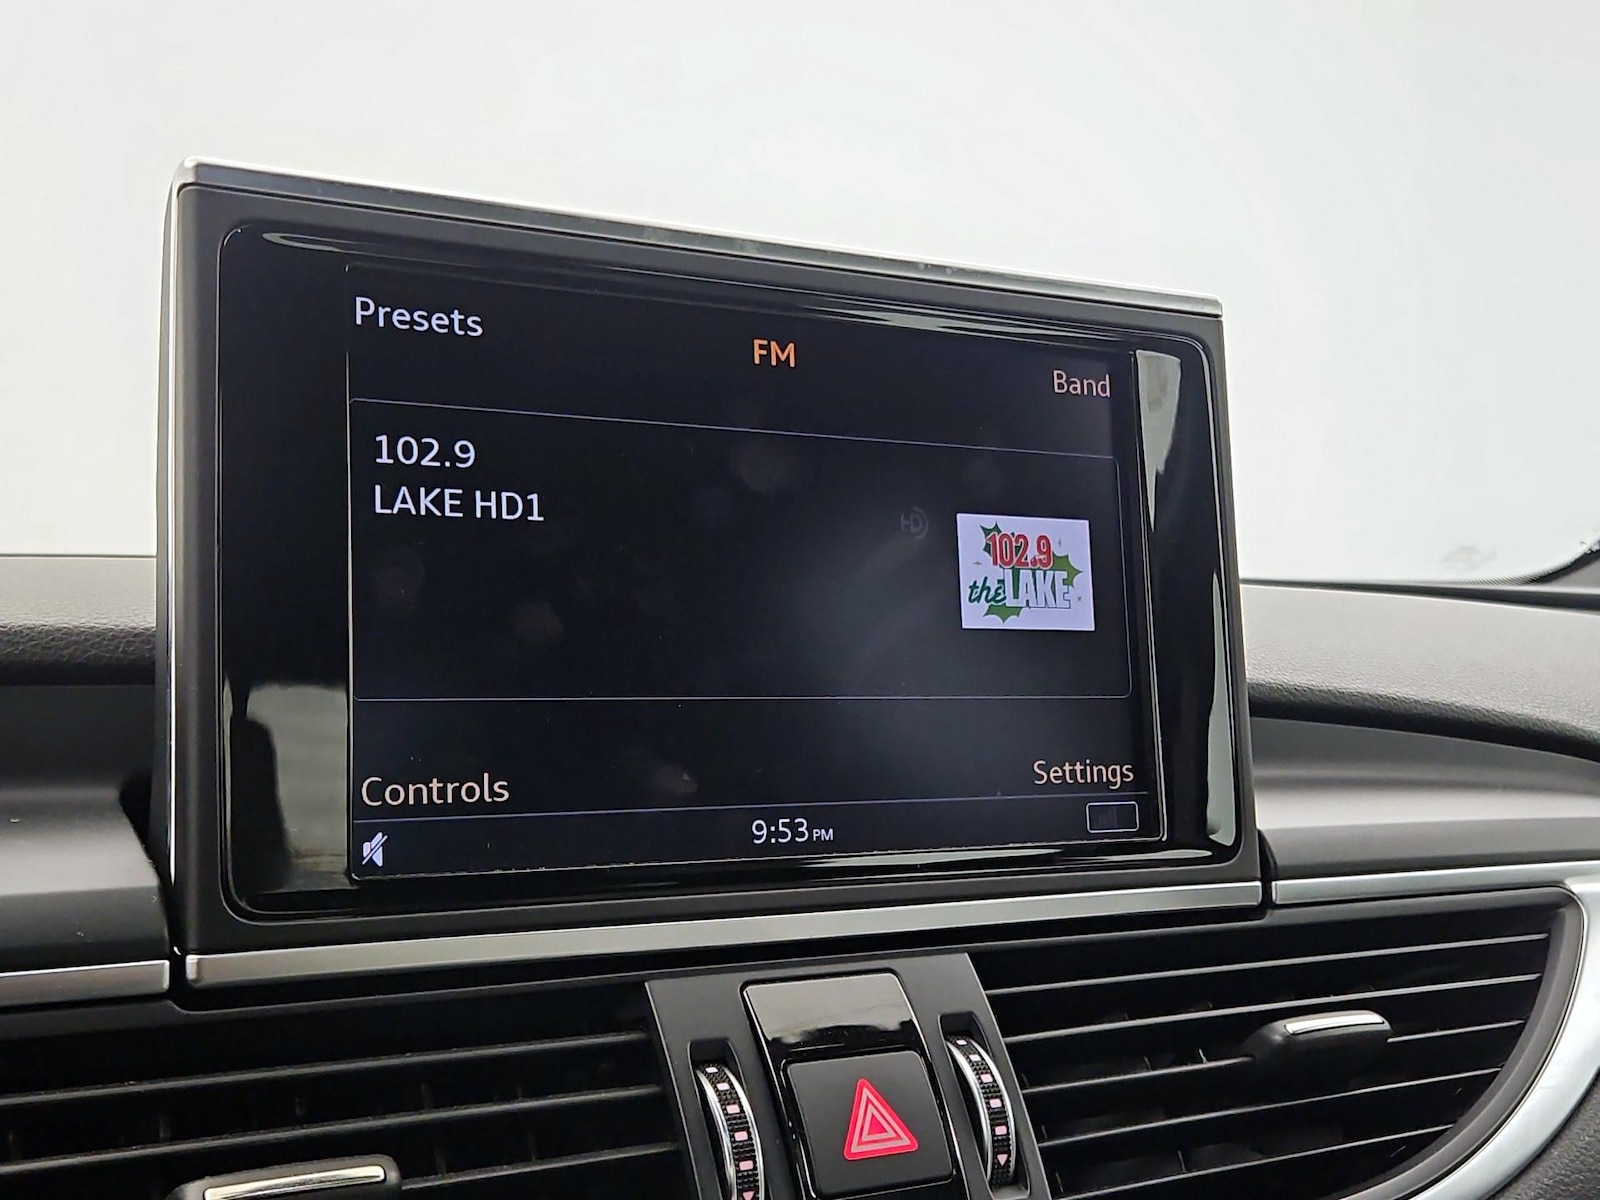 Presets
FM
Band
102.9
LAKE HD1
HD
102.9
the LAKE
Controls
Settings
9:53 PM